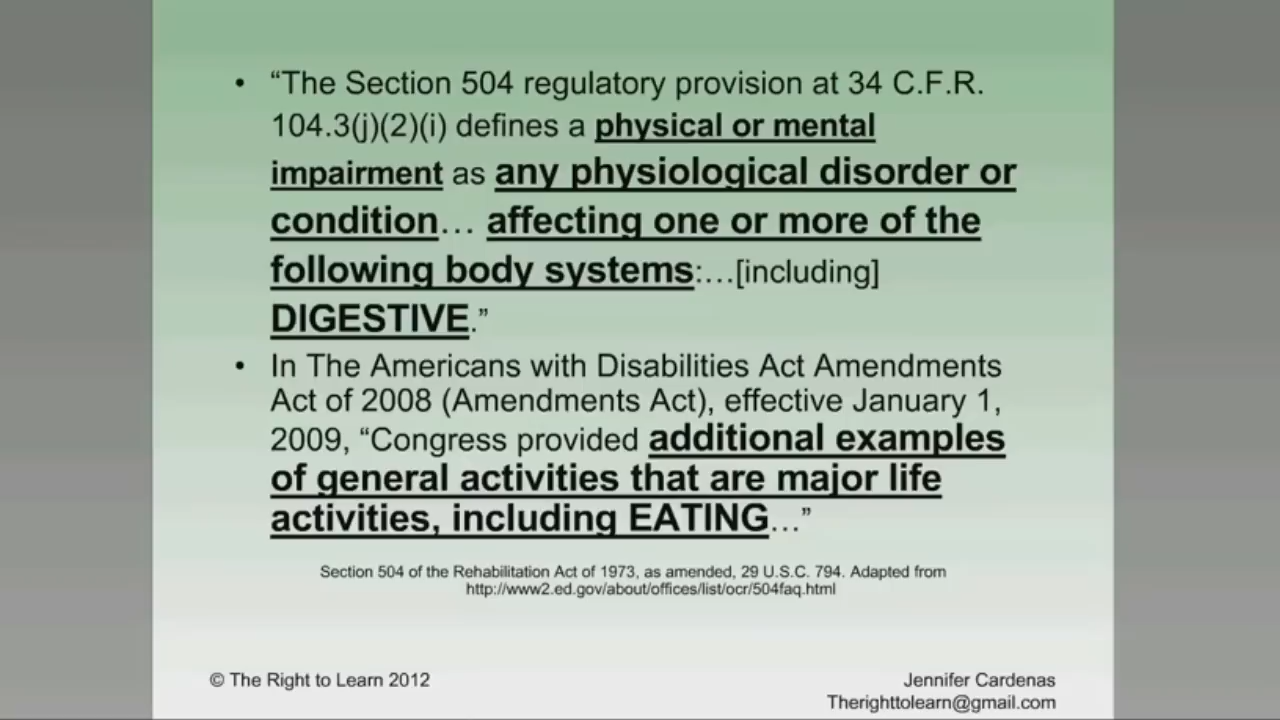 • “The Section 504 regulatory provision at 34 C.F.R.
104.3(j)(2)(i) defines a physical or mental
impairment as any physiological disorder or
condition… affecting one or more of the
following body systems:…[including]
DIGESTIVE.”
• In The Americans with Disabilities Act Amendments
Act of 2008 (Amendments Act), effective January 1,
2009, “Congress provided additional examples
of general activities that are major life
activities, including EATING…”
Section 504 of the Rehabilitation Act of 1973, as amended, 29 U.S.C. 794. Adapted from
http://www2.ed.gov/about/offices/list/ocr/504faq.html
© The Right to Learn 2012
Jennifer Cardenas
Therighttolearn@gmail.com